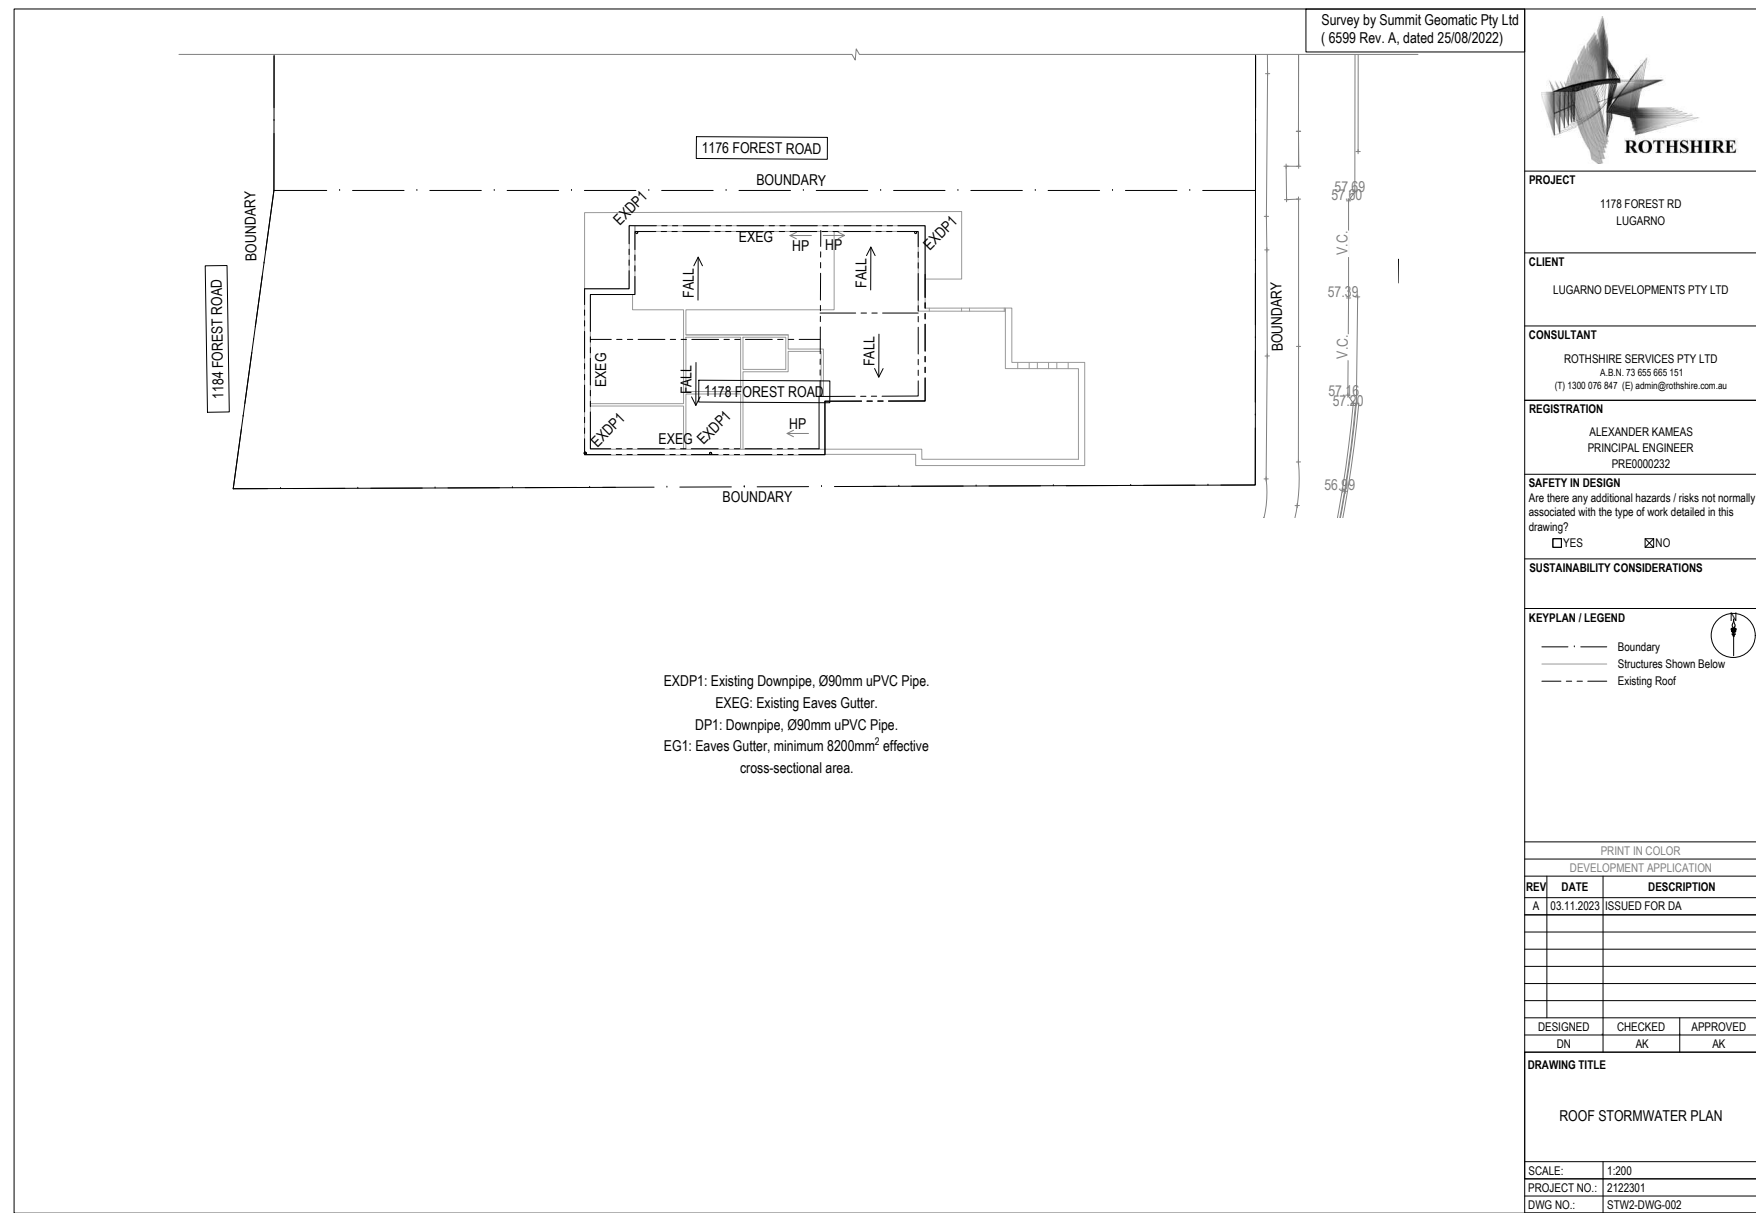 Survey by Summit Geomatic Pty Ltd
( 6599 Rev. A, dated 25/08/2022)
1176 FOREST ROAD
BOUNDARY
BOUNDARY
1184 FOREST ROAD
EXDP1
EXEG
HP
HP
EXDP1
FALL
FALL
BOUNDARY
EXEG
FALL
FALL
1178 FOREST ROAD
EXDP1
EXEG
EXDP1
HP
BOUNDARY
57.69
57.60
V.C.
57.39
V.C.
57.16
57.20
56.99
EXDP1: Existing Downpipe, Ø90mm uPVC Pipe.
EXEG: Existing Eaves Gutter.
DP1: Downpipe, Ø90mm uPVC Pipe.
EG1: Eaves Gutter, minimum 8200mm² effective
cross-sectional area.
ROTHSHIRE
PROJECT
1178 FOREST RD
LUGARNO
CLIENT
LUGARNO DEVELOPMENTS PTY LTD
CONSULTANT
ROTHSHIRE SERVICES PTY LTD
A.B.N. 73 655 665 151
(T) 1300 076 847 (E) admin@rothshire.com.au
REGISTRATION
ALEXANDER KAMEAS
PRINCIPAL ENGINEER
PRE0000232
SAFETY IN DESIGN
Are there any additional hazards / risks not normally
associated with the type of work detailed in this
drawing?
YES NO
SUSTAINABILITY CONSIDERATIONS
KEYPLAN / LEGEND
N
Boundary
Structures Shown Below
Existing Roof
PRINT IN COLOR
DEVELOPMENT APPLICATION
REV DATE DESCRIPTION
A 03.11.2023 ISSUED FOR DA
DESIGNED CHECKED APPROVED
DN AK AK
DRAWING TITLE
ROOF STORMWATER PLAN
SCALE: 1:200
PROJECT NO.: 2122301
DWG NO.: STW2-DWG-002